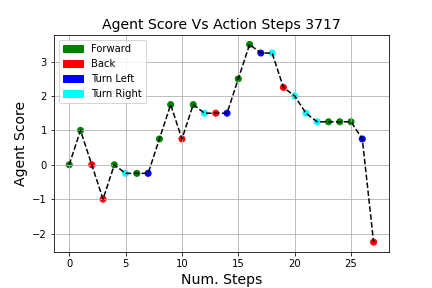 Agent Score Vs Action Steps 3717
Forward
Back
Turn Left
Turn Right
Agent Score
3
2
1
0
−1
−2
0 5 10 15 20 25
Num. Steps